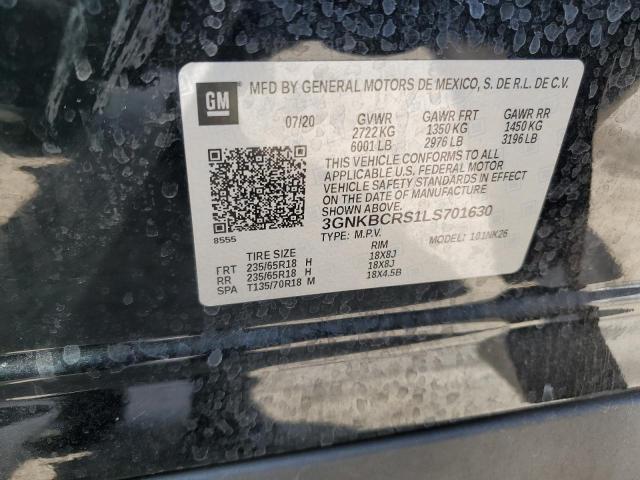 GM
MFD BY GENERAL MOTORS DE MEXICO, S. DE R.L. DE C.V.
07/20 GVWR GAWR FRT GAWR RR
2722 KG 1350 KG 1450 KG
6001 LB 2976 LB 3196 LB
THIS VEHICLE CONFORMS TO ALL
APPLICABLE U.S. FEDERAL MOTOR
VEHICLE SAFETY STANDARDS IN EFFECT
ON THE DATE OF MANUFACTURE
SHOWN ABOVE.
3GNKBCRS1LS701630
8555 TYPE: M.P.V. MODEL: 101NK26
TIRE SIZE RIM
FRT 235/65R18 H 18X8J
RR 235/65R18 H 18X8J
SPA T135/70R18 M 18X4.5B